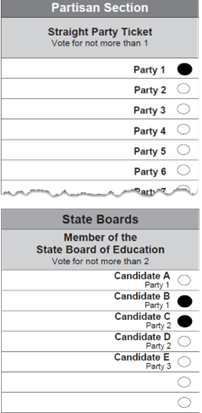 Partisan Section
Straight Party Ticket
Vote for not more than 1
Party 1
Party 2
Party 3
Party 4
Party 5
Party 6
Party 7
State Boards
Member of the
State Board of Education
Vote for not more than 2
Candidate A
Party 1
Candidate B
Party 1
Candidate C
Party 2
Candidate D
Party 2
Candidate E
Party 3